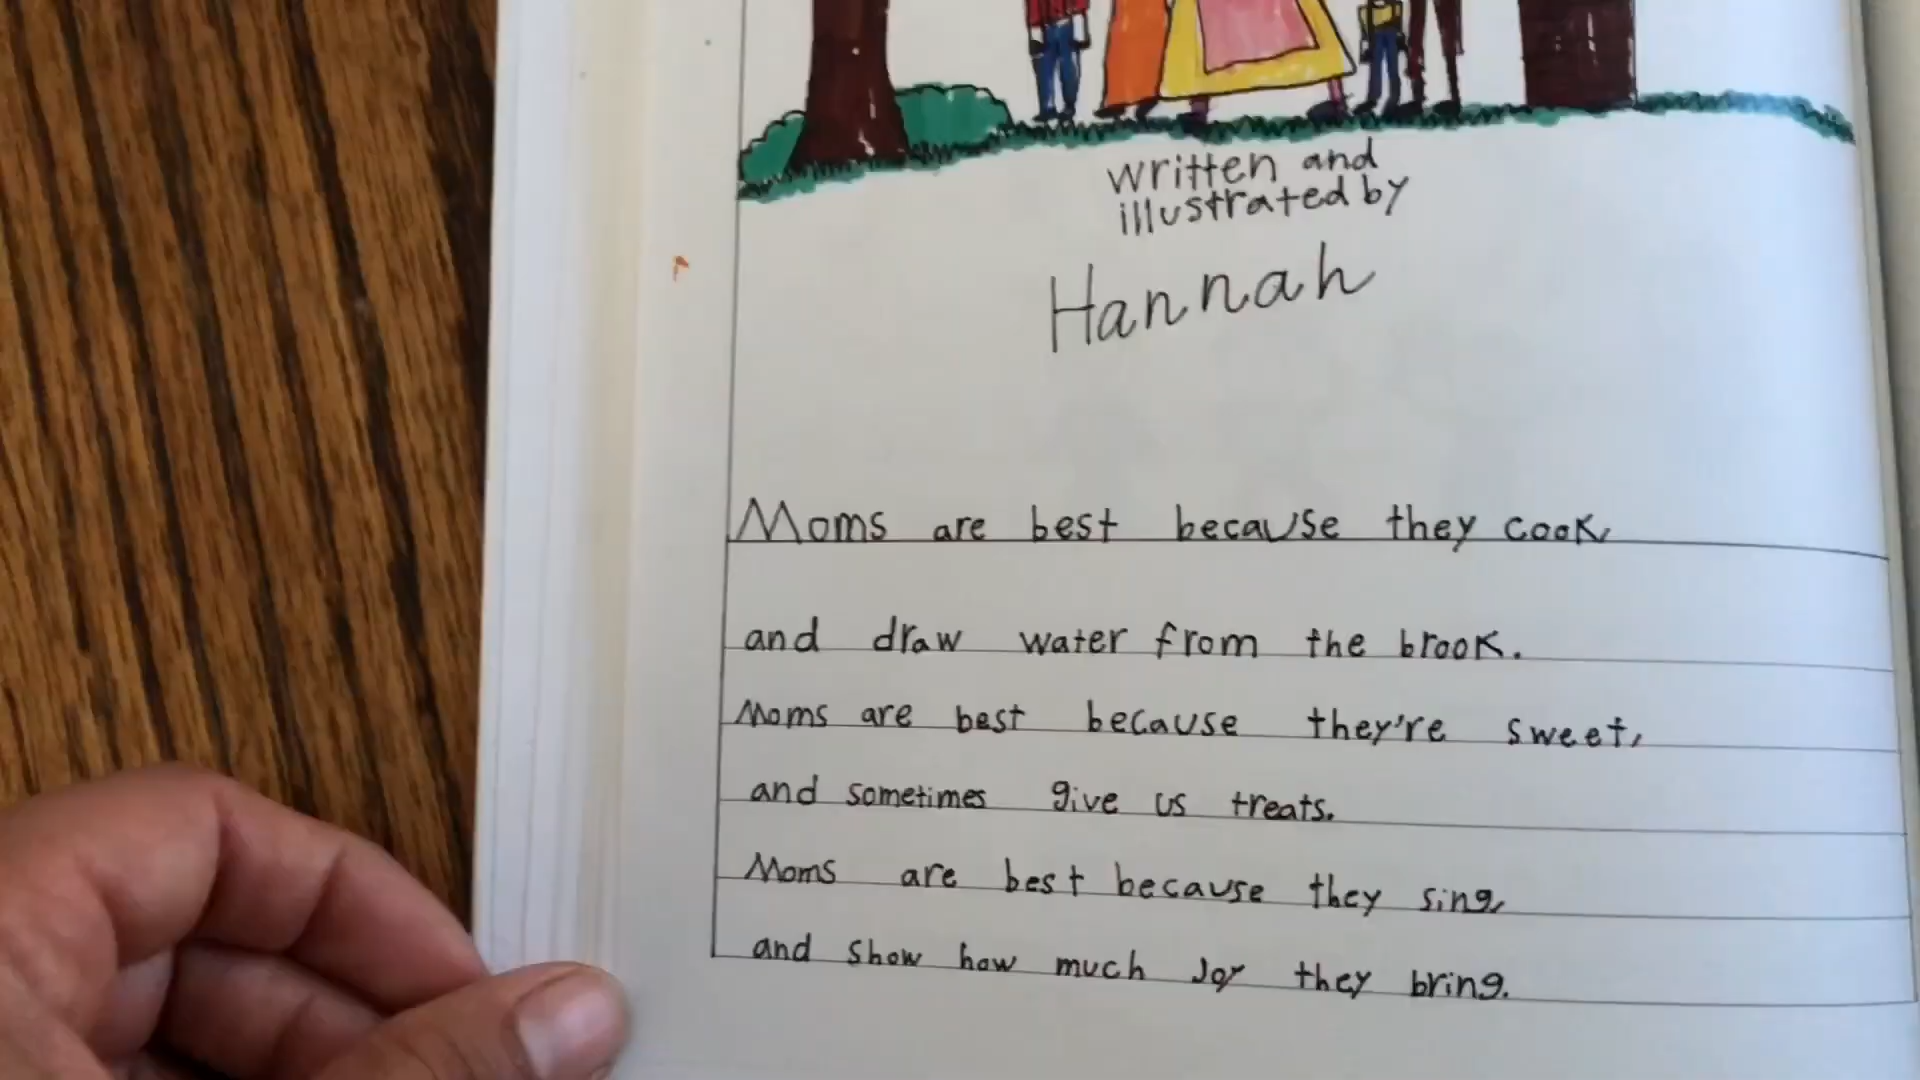 written and
illustrated by
Hannah
Moms are best because they cook,
and draw water from the brook.
Moms are best because they're sweet,
and sometimes give us treats.
Moms are best because they sing,
and show how much joy they bring.